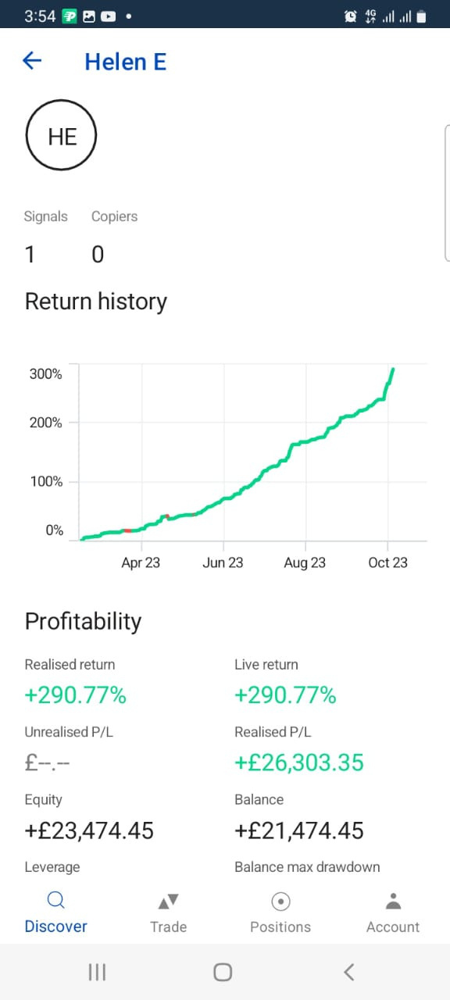 3:54 4G
Helen E
HE
Signals Copiers
1 0
Return history
300%
200%
100%
0%
Apr 23 Jun 23 Aug 23 Oct 23
Profitability
Realised return Live return
+290.77% +290.77%
Unrealised P/L Realised P/L
£--.-- +£26,303.35
Equity Balance
+£23,474.45 +£21,474.45
Leverage Balance max drawdown
Discover Trade Positions Account